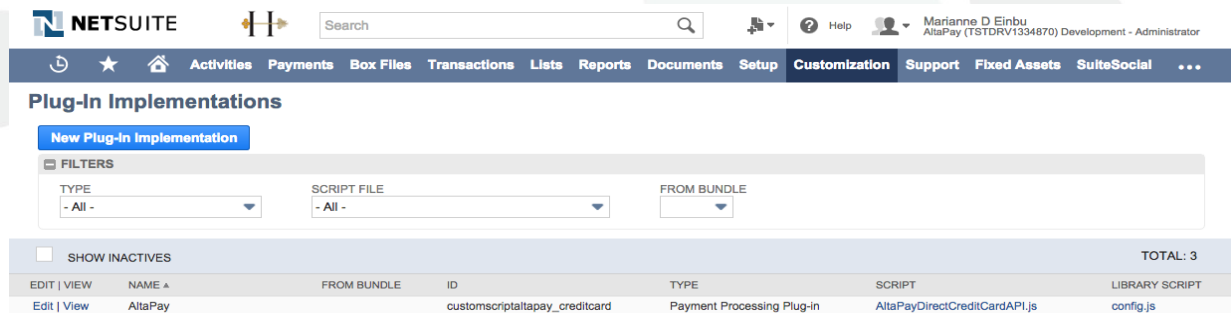 N NETSUITE
H
Search
Help
Marianne D Einbu
AltaPay (TSTDRV1334870) Development - Administrator
Activities Payments Box Files Transactions Lists Reports Documents Setup Customization Support Fixed Assets SuiteSocial ...
Plug-In Implementations
New Plug-In Implementation
FILTERS
TYPE SCRIPT FILE FROM BUNDLE
- All - - All -
SHOW INACTIVES TOTAL: 3
EDIT | VIEW NAME ▲ FROM BUNDLE ID TYPE SCRIPT LIBRARY SCRIPT
Edit | View AltaPay customscriptaltapay_creditcard Payment Processing Plug-in AltaPayDirectCreditCardAPI.js config.js